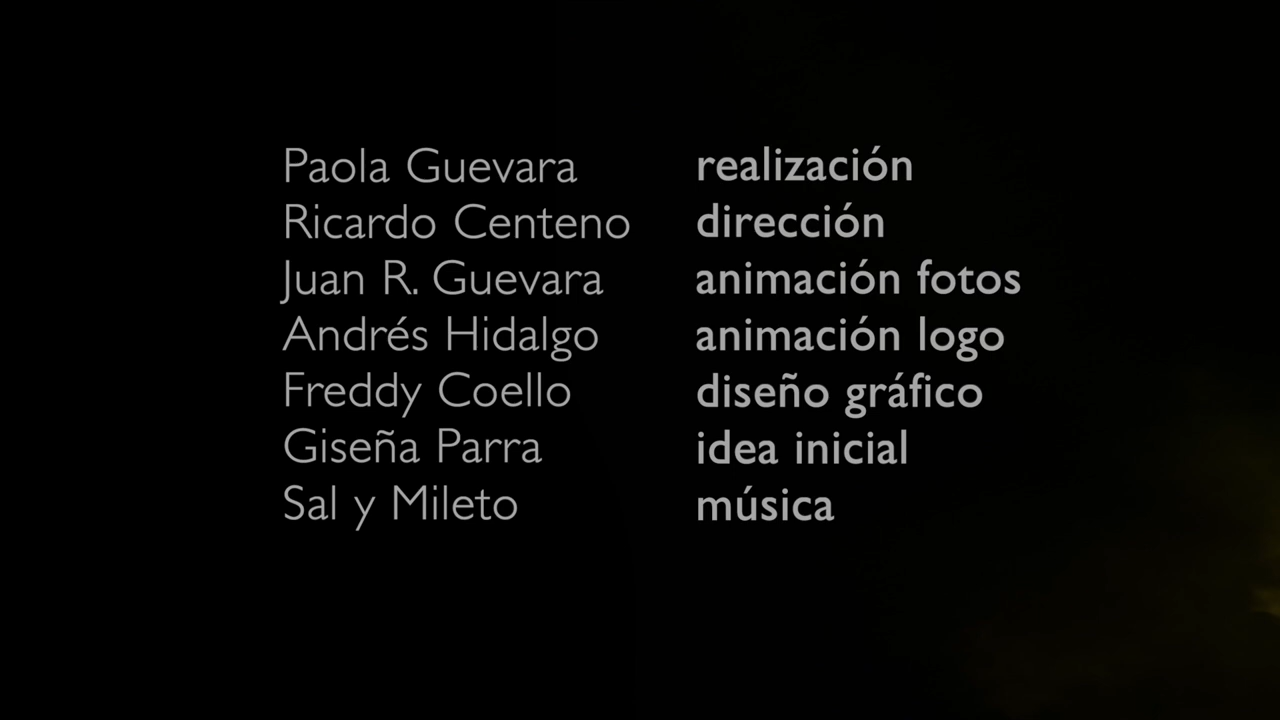 Paola Guevara realización
Ricardo Centeno dirección
Juan R. Guevara animación fotos
Andrés Hidalgo animación logo
Freddy Coello diseño gráfico
Giseña Parra idea inicial
Sal y Mileto música